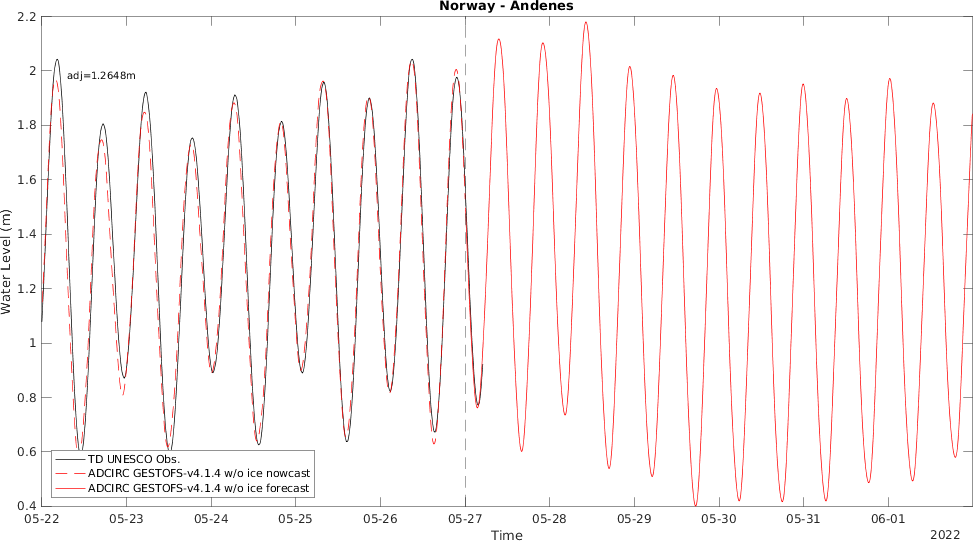 Norway - Andenes
2.2
2
1.8
1.6
1.4
1.2
1
0.8
0.6
0.4
Water Level (m)
adj=1.2648m
TD UNESCO Obs.
ADCIRC GESTOFS-v4.1.4 w/o ice nowcast
ADCIRC GESTOFS-v4.1.4 w/o ice forecast
05-22 05-23 05-24 05-25 05-26 05-27 05-28 05-29 05-30 05-31 06-01
Time
2022